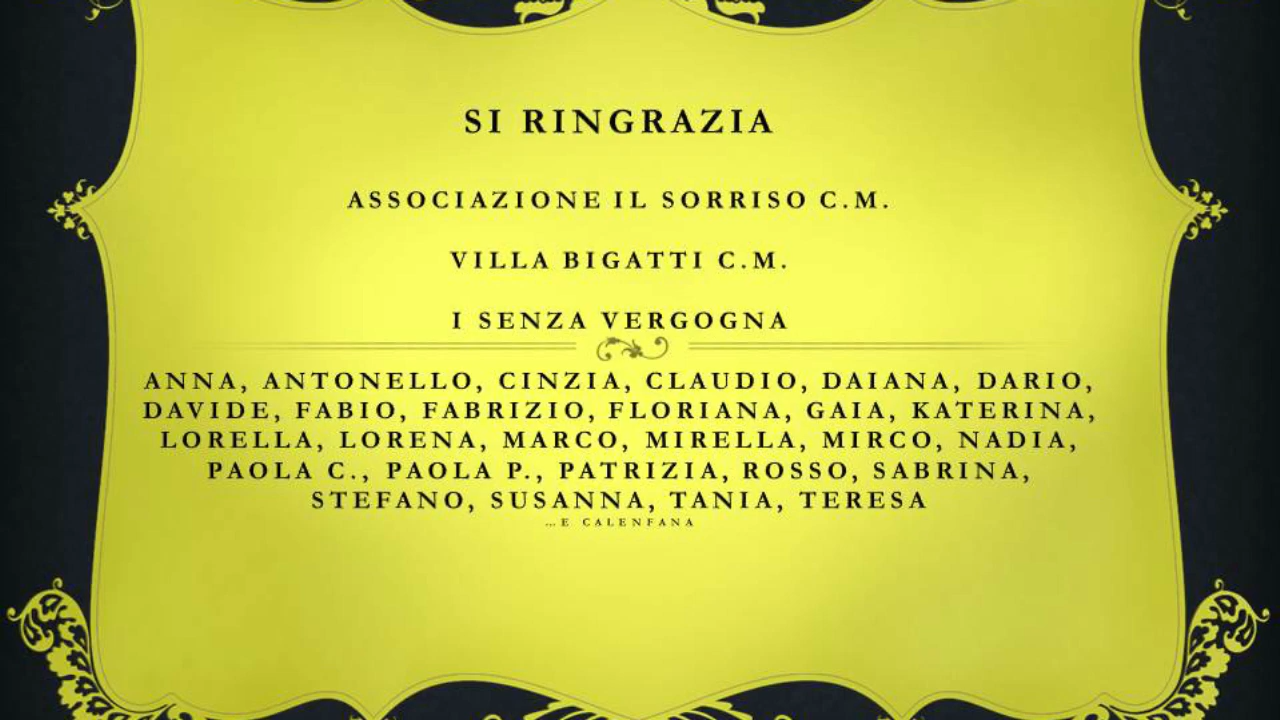 SI RINGRAZIA
ASSOCIAZIONE IL SORRISO C.M.
VILLA BIGATTI C.M.
I SENZA VERGOGNA
ANNA, ANTONELLO, CINZIA, CLAUDIO, DAIANA, DARIO,
DAVIDE, FABIO, FABRIZIO, FLORIANA, GAIA, KATERINA,
LORELLA, LORENA, MARCO, MIRELLA, MIRCO, NADIA,
PAOLA C., PAOLA P., PATRIZIA, ROSSO, SABRINA,
STEFANO, SUSANNA, TANIA, TERESA
...E CALENFANA